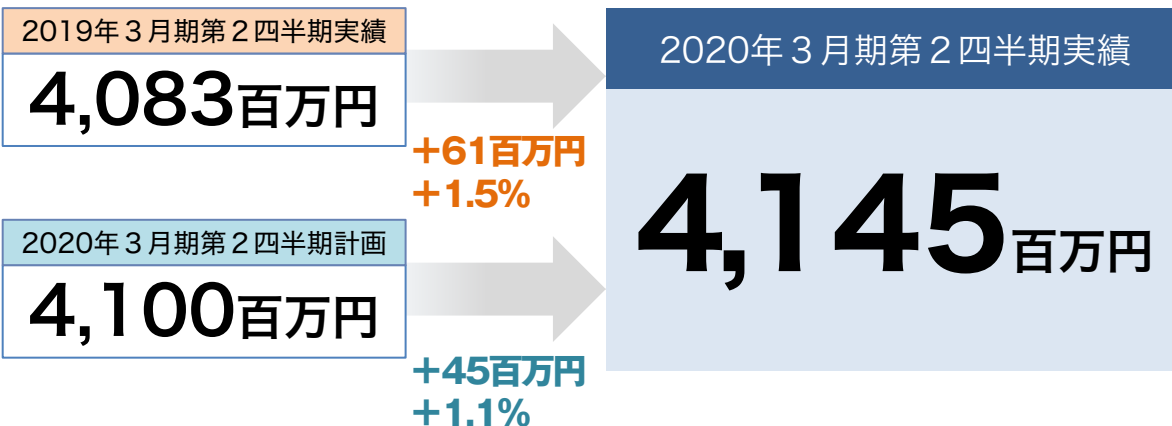 2019年３月期第２四半期実績
4,083百万円
＋61百万円
＋1.5%
2020年３月期第２四半期計画
4,100百万円
＋45百万円
＋1.1%
2020年３月期第２四半期実績
4,145百万円